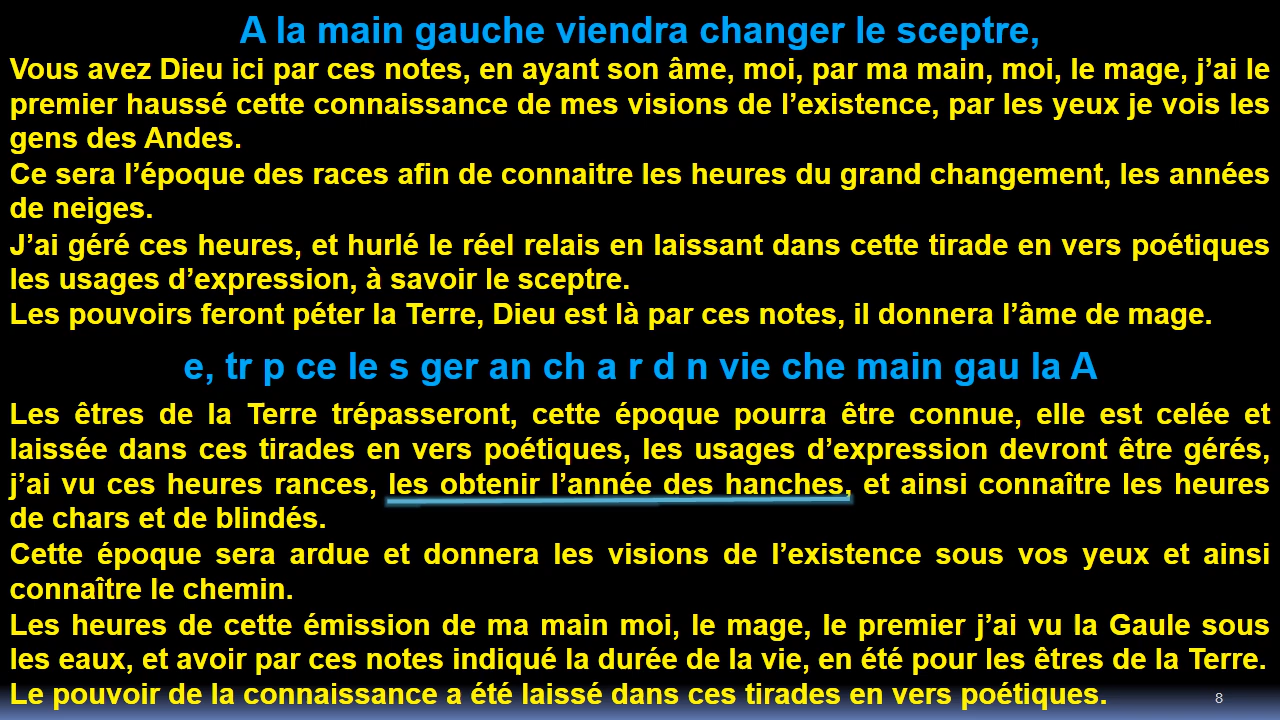 A la main gauche viendra changer le sceptre,
Vous avez Dieu ici par ces notes, en ayant son âme, moi, par ma main, moi, le mage, j’ai le
premier haussé cette connaissance de mes visions de l’existence, par les yeux je vois les
gens des Andes.
Ce sera l’époque des races afin de connaitre les heures du grand changement, les années
de neiges.
J’ai géré ces heures, et hurlé le réel relais en laissant dans cette tirade en vers poétiques
les usages d’expression, à savoir le sceptre.
Les pouvoirs feront péter la Terre, Dieu est là par ces notes, il donnera l’âme de mage.
e, tr p ce le s ger an ch a r d n vie che main gau la A
Les êtres de la Terre trépasseront, cette époque pourra être connue, elle est celée et
laissée dans ces tirades en vers poétiques, les usages d’expression devront être gérés,
j’ai vu ces heures rances, les obtenir l’année des hanches, et ainsi connaître les heures
de chars et de blindés.
Cette époque sera ardue et donnera les visions de l’existence sous vos yeux et ainsi
connaître le chemin.
Les heures de cette émission de ma main moi, le mage, le premier j’ai vu la Gaule sous
les eaux, et avoir par ces notes indiqué la durée de la vie, en été pour les êtres de la Terre.
Le pouvoir de la connaissance a été laissé dans ces tirades en vers poétiques.
8